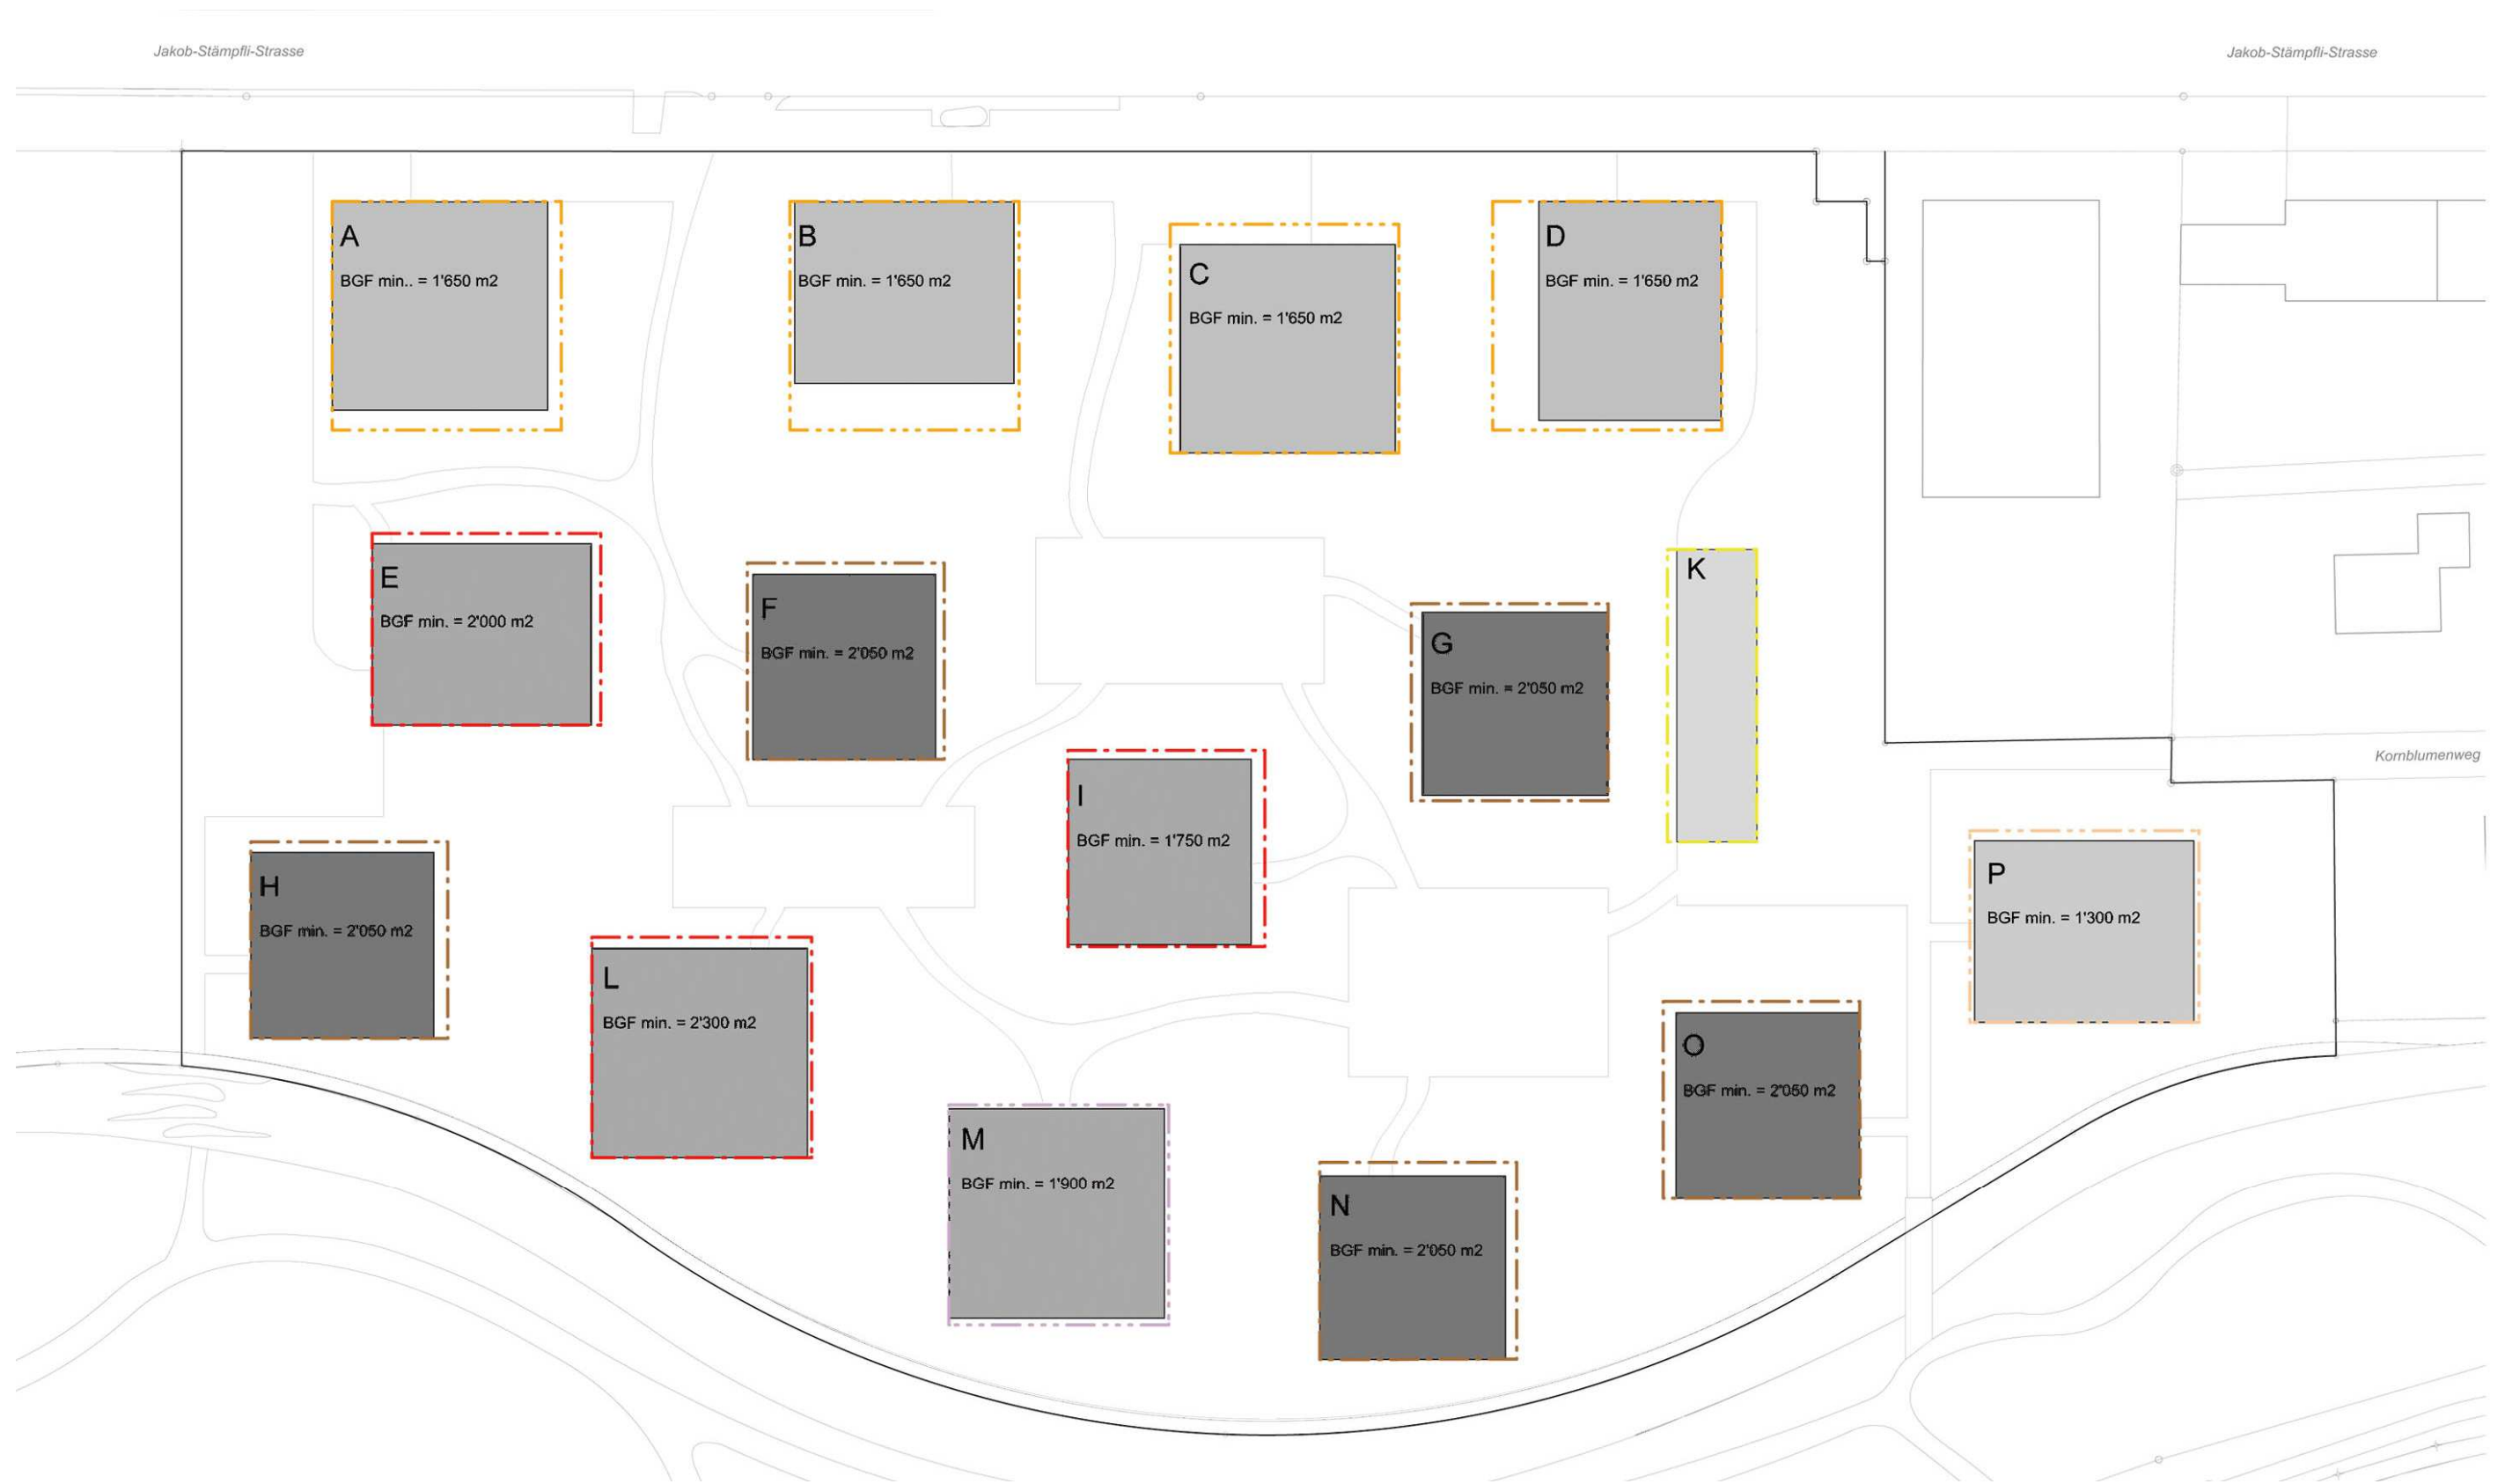 Jakob-Stämpfli-Strasse
Jakob-Stämpfli-Strasse
A
BGF min.. = 1'650 m2
B
BGF min. = 1'650 m2
C
BGF min. = 1'650 m2
D
BGF min. = 1'650 m2
E
BGF min. = 2'000 m2
F
BGF min. = 2'050 m2
G
BGF min. = 2'050 m2
K
Kornblumenweg
H
BGF min. = 2'050 m2
I
BGF min. = 1'750 m2
P
BGF min. = 1'300 m2
L
BGF min. = 2'300 m2
O
BGF min. = 2'050 m2
M
BGF min. = 1'900 m2
N
BGF min. = 2'050 m2